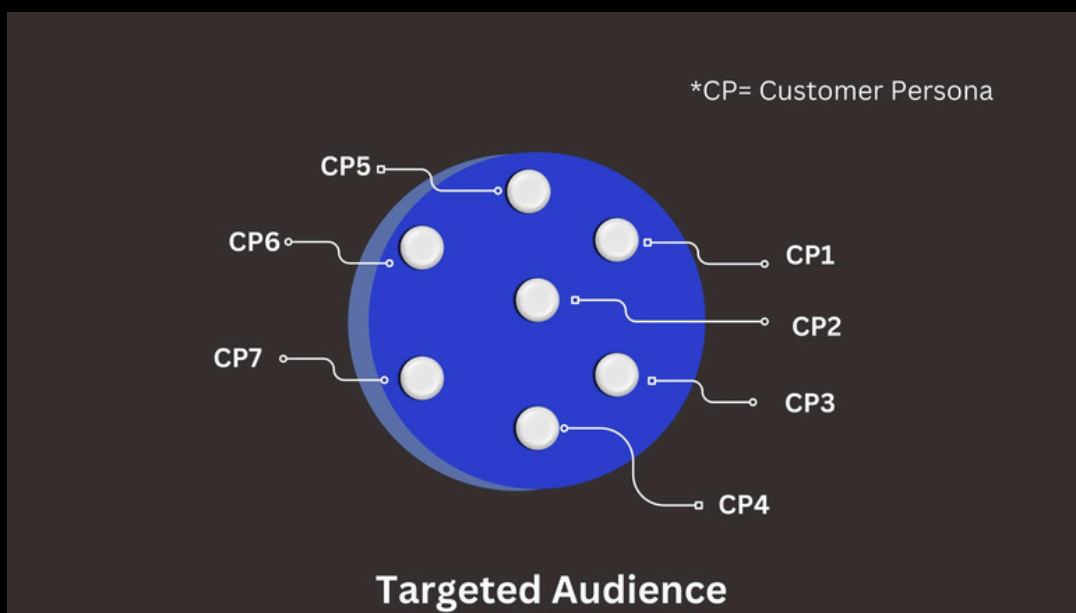 *CP= Customer Persona
CP5
CP6
CP1
CP2
CP7
CP3
CP4
Targeted Audience